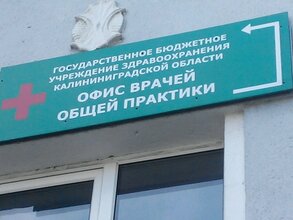 ГОСУДАРСТВЕННОЕ БЮДЖЕТНОЕ
УЧРЕЖДЕНИЕ ЗДРАВООХРАНЕНИЯ
КАЛИНИНГРАДСКОЙ ОБЛАСТИ
ОФИС ВРАЧЕЙ
ОБЩЕЙ ПРАКТИКИ